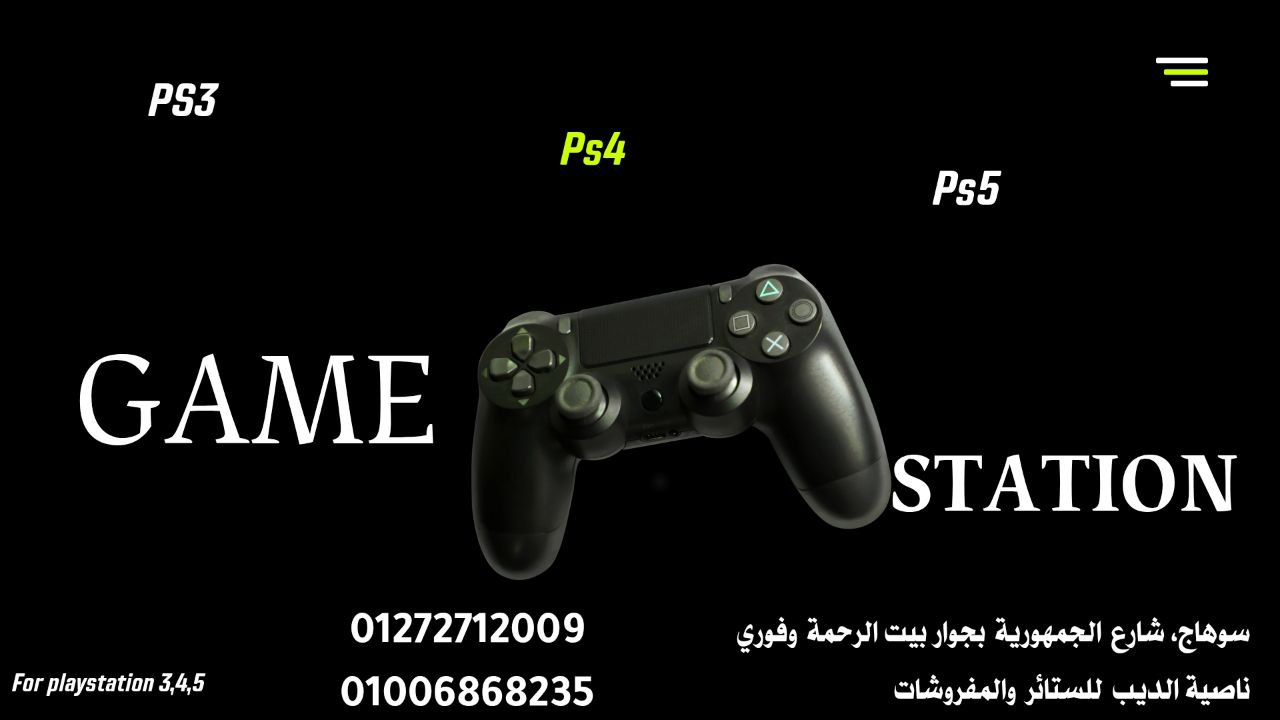 PS3
Ps4
Ps5
GAME
STATION
01272712009
سوهاج، شارع الجمهورية بجوار بيت الرحمة وفوري
01006868235
ناصية الديب للستائر والمفروشات
For playstation 3,4,5